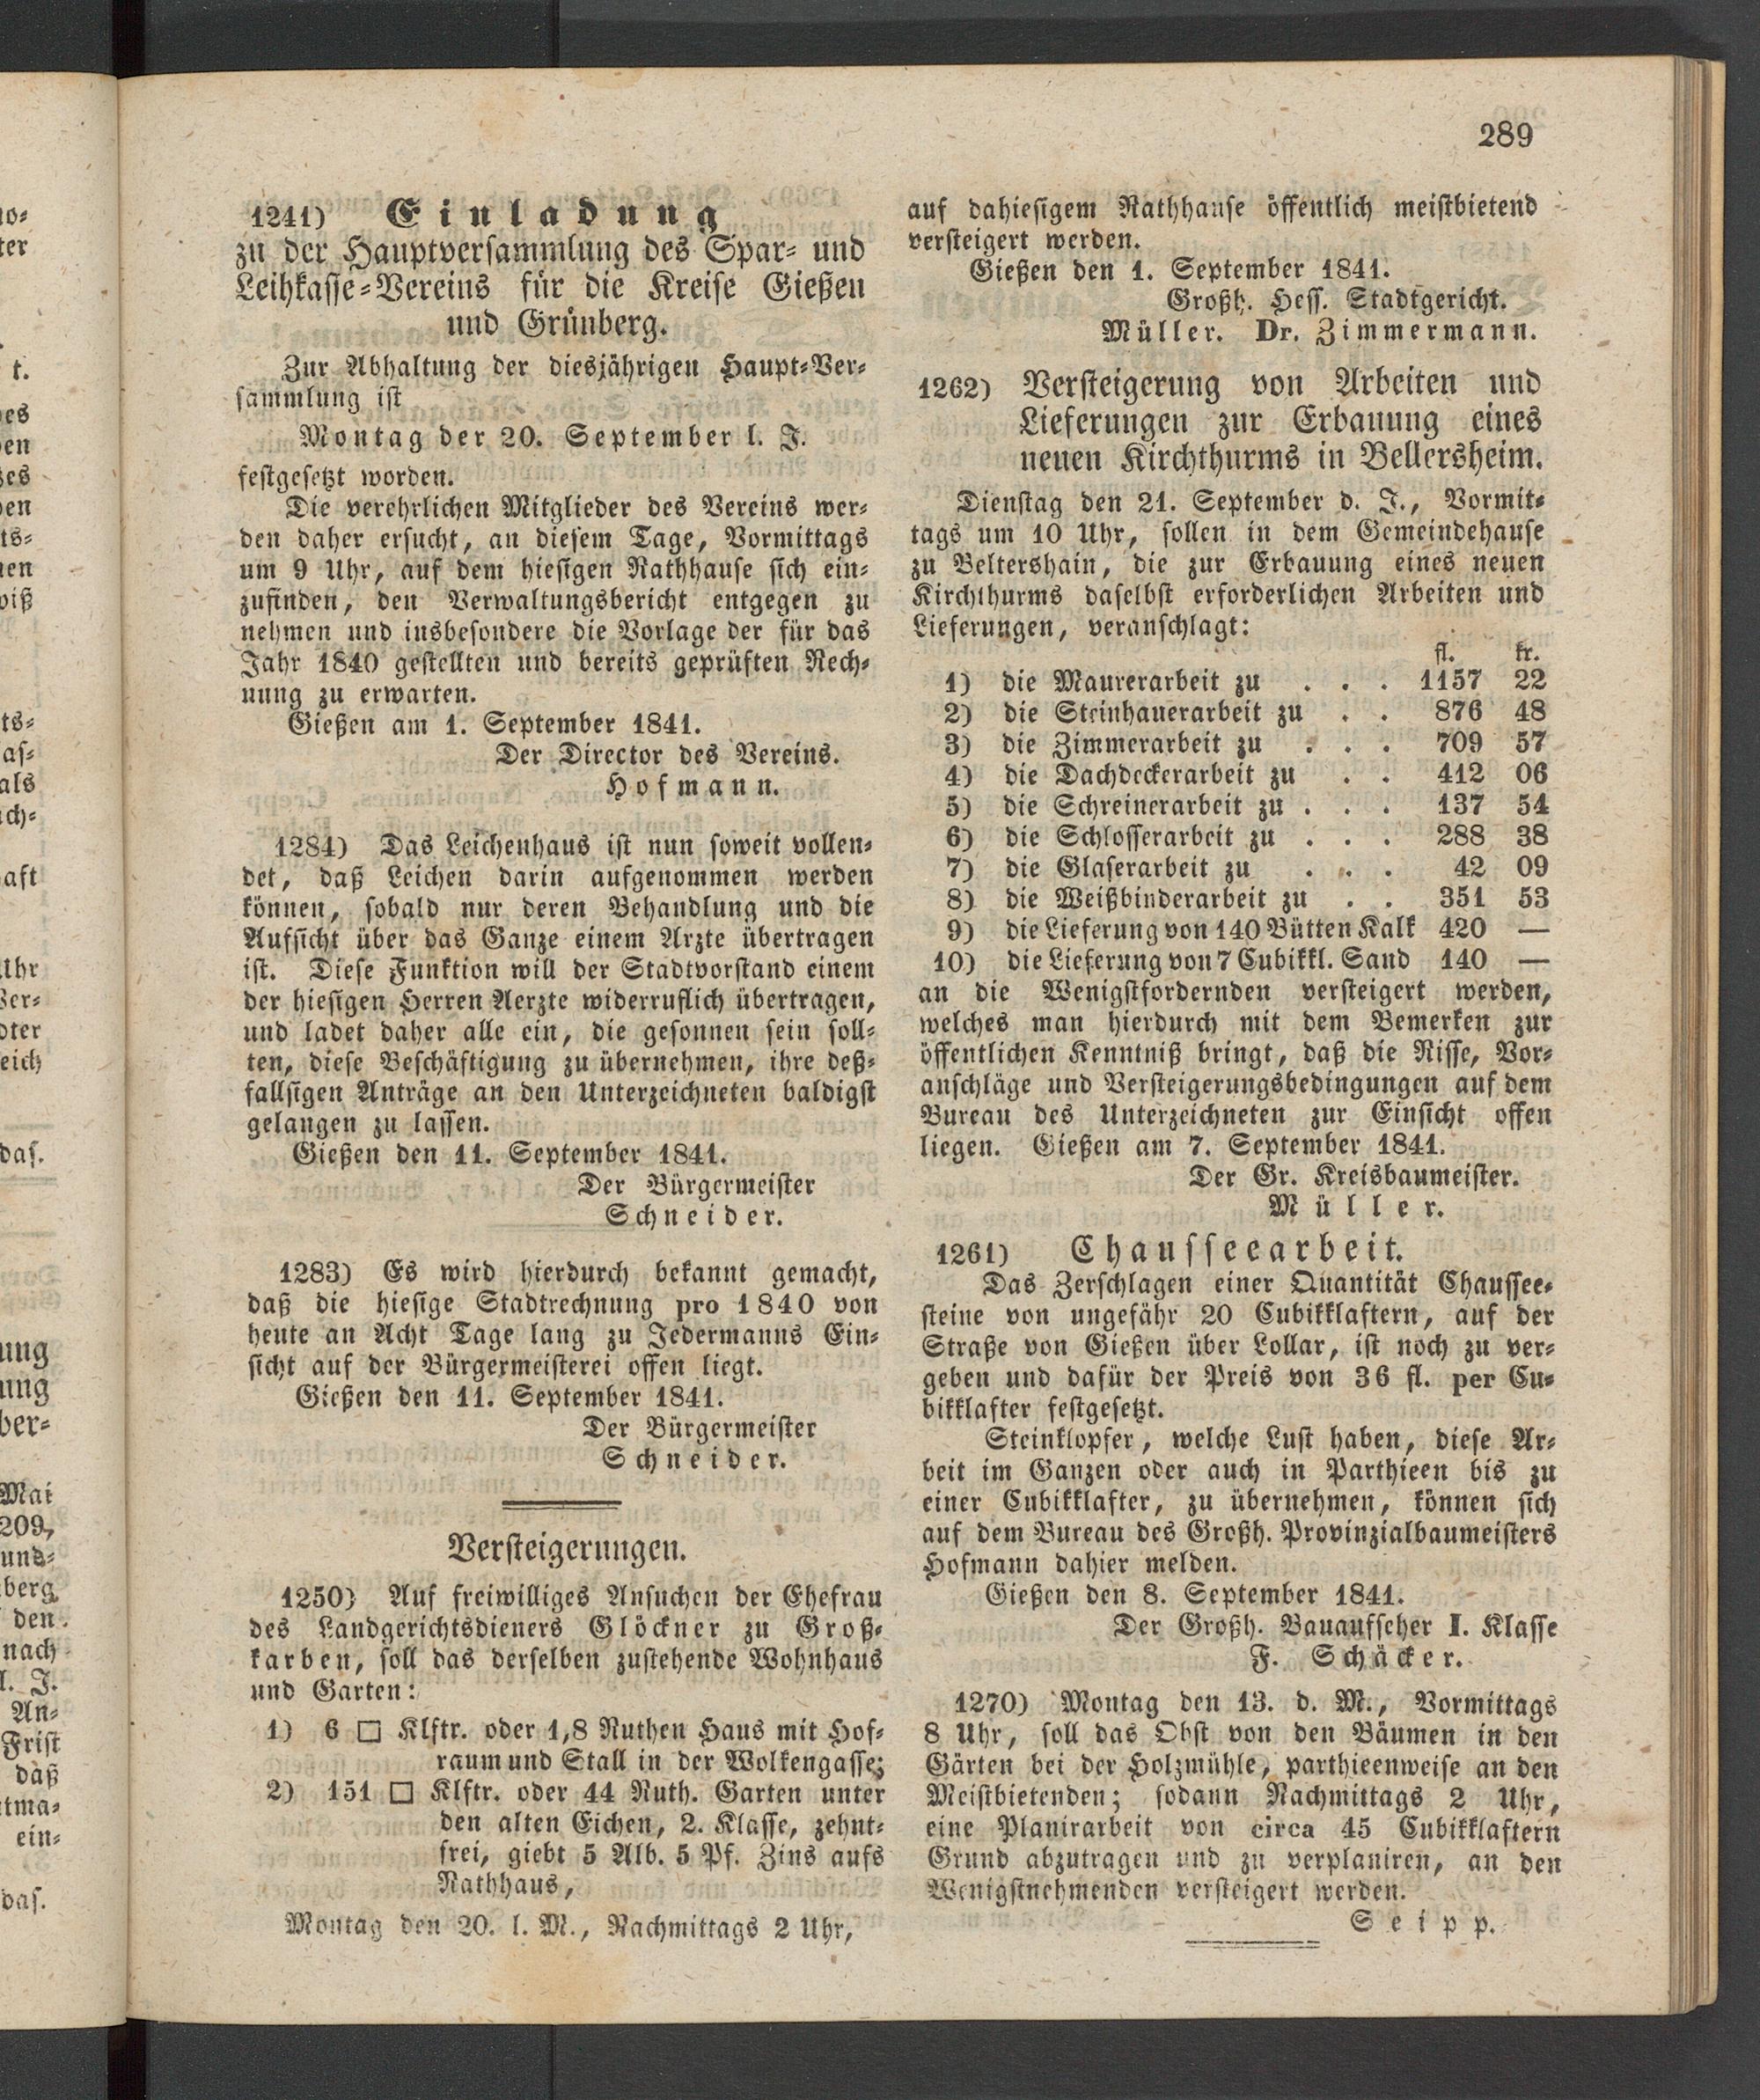 289
1241) Einladung
zu der Hauptversammlung des Spar- und
Leihkasse-Vereins für die Kreise Gießen
und Grünberg.
Zur Abhaltung der diesjährigen Haupt-Ver-
sammlung ist
Montag der 20. September l. J.
festgesetzt worden.
Die verehrlichen Mitglieder des Vereins wer-
den daher ersucht, an diesem Tage, Vormittags
um 9 Uhr, auf dem hiesigen Rathhause sich ein-
zufinden, den Verwaltungsbericht entgegen zu
nehmen und insbesondere die Vorlage der für das
Jahr 1840 gestellten und bereits geprüften Rech-
nung zu erwarten.
Gießen am 1. September 1841.
Der Director des Vereins.
Hofmann.
1284) Das Leichenhaus ist nun soweit vollen-
det, daß Leichen darin aufgenommen werden
können, sobald nur deren Behandlung und die
Aufsicht über das Ganze einem Arzte übertragen
ist. Diese Funktion will der Stadtvorstand einem
der hiesigen Herren Aerzte widerruflich übertragen,
und ladet daher alle ein, die gesonnen sein soll-
ten, diese Beschäftigung zu übernehmen, ihre deß-
fallsigen Anträge an den Unterzeichneten baldigst
gelangen zu lassen.
Gießen den 11. September 1841.
Der Bürgermeister
Schneider.
1283) Es wird hierdurch bekannt gemacht,
daß die hiesige Stadtrechnung pro 1840 von
heute an Acht Tage lang zu Jedermanns Ein-
sicht auf der Bürgermeisterei offen liegt.
Gießen den 11. September 1841.
Der Bürgermeister
Schneider.
Versteigerungen.
1250) Auf freiwilliges Ansuchen der Ehefrau
des Landgerichtsdieners Glöckner zu Groß-
karben, soll das derselben zustehende Wohnhaus
und Garten:
1) 6 □ Klftr. oder 1,8 Ruthen Haus mit Hof-
raum und Stall in der Wolkengasse;
2) 151 □ Klftr. oder 44 Ruth. Garten unter
den alten Eichen, 2. Klasse, zehnt-
frei, giebt 5 Alb. 5 Pf. Zins aufs
Rathhaus,
Montag den 20. l. M., Nachmittags 2 Uhr,
auf dahiesigem Rathhause öffentlich meistbietend
versteigert werden.
Gießen den 1. September 1841.
Großh. Hess. Stadtgericht.
Müller. Dr. Zimmermann.
1262) Versteigerung von Arbeiten und
Lieferungen zur Erbauung eines
neuen Kirchthurms in Bellersheim.
Dienstag den 21. September d. J., Vormit-
tags um 10 Uhr, sollen in dem Gemeindehause
zu Beltershain, die zur Erbauung eines neuen
Kirchthurms daselbst erforderlichen Arbeiten und
Lieferungen, veranschlagt:
fl. kr.
1) die Maurerarbeit zu . . . 1157 22
2) die Steinhauerarbeit zu . . 876 48
3) die Zimmerarbeit zu . . . 709 57
4) die Dachdeckerarbeit zu . . 412 06
5) die Schreinerarbeit zu . . . 137 54
6) die Schlosserarbeit zu . . . 288 38
7) die Glaserarbeit zu . . . 42 09
8) die Weißbinderarbeit zu . . 351 53
9) die Lieferung von 140 Bütten Kalk 420 —
10) die Lieferung von 7 Cubikkl. Sand 140 —
an die Wenigstfordernden versteigert werden,
welches man hierdurch mit dem Bemerken zur
öffentlichen Kenntniß bringt, daß die Risse, Vor-
anschläge und Versteigerungsbedingungen auf dem
Bureau des Unterzeichneten zur Einsicht offen
liegen. Gießen am 7. September 1841.
Der Gr. Kreisbaumeister.
Müller.
1261) Chausseearbeit.
Das Zerschlagen einer Quantität Chaussee-
steine von ungefähr 20 Cubikklaftern, auf der
Straße von Gießen über Lollar, ist noch zu ver-
geben und dafür der Preis von 36 fl. per Cu-
bikklafter festgesetzt.
Steinklopfer, welche Lust haben, diese Ar-
beit im Ganzen oder auch in Parthieen bis zu
einer Cubikklafter, zu übernehmen, können sich
auf dem Bureau des Großh. Provinzialbaumeisters
Hofmann dahier melden.
Gießen den 8. September 1841.
Der Großh. Bauaufseher I. Klasse
F. Schäcker.
1270) Montag den 13. d. M., Vormittags
8 Uhr, soll das Obst von den Bäumen in den
Gärten bei der Holzmühle, parthieenweise an den
Meistbietenden; sodann Nachmittags 2 Uhr,
eine Planirarbeit von circa 45 Cubikklaftern
Grund abzutragen und zu verplaniren, an den
Wenigstnehmenden versteigert werden.
Seipp.